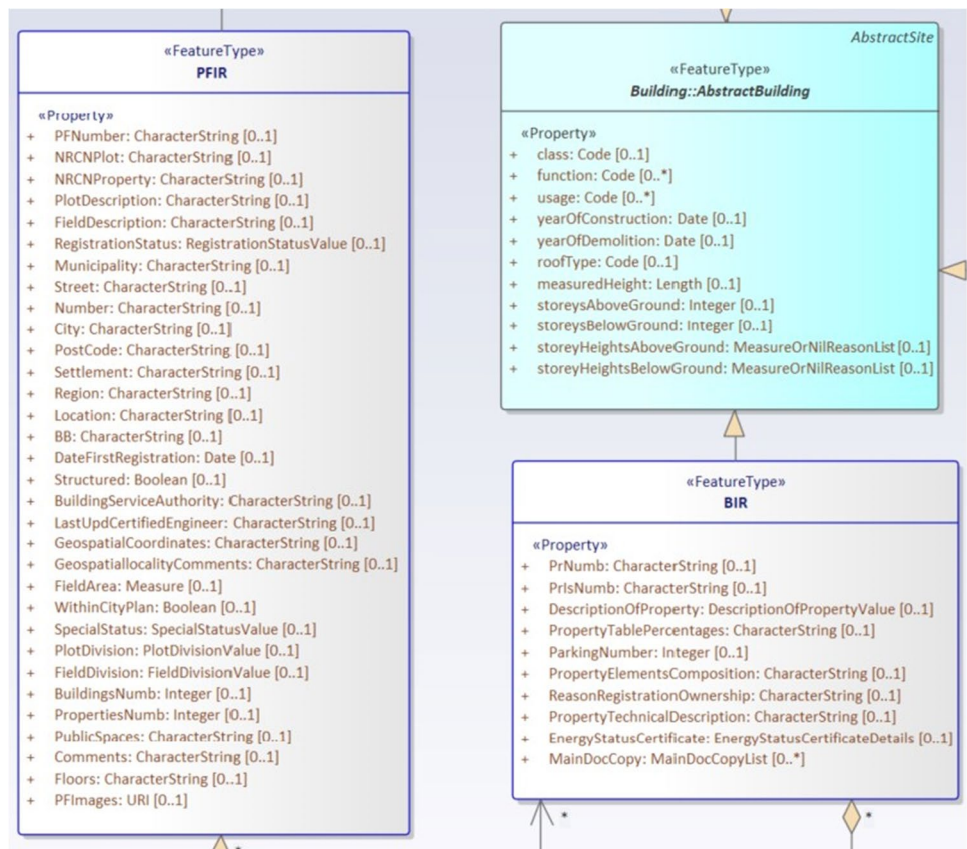 «FeatureType»
PFIR
«Property»
+ PFNumber: CharacterString [0..1]
+ NRCNPlot: CharacterString [0..1]
+ NRCNProperty: CharacterString [0..1]
+ PlotDescription: CharacterString [0..1]
+ FieldDescription: CharacterString [0..1]
+ RegistrationStatus: RegistrationStatusValue [0..1]
+ Municipality: CharacterString [0..1]
+ Street: CharacterString [0..1]
+ Number: CharacterString [0..1]
+ City: CharacterString [0..1]
+ PostCode: CharacterString [0..1]
+ Settlement: CharacterString [0..1]
+ Region: CharacterString [0..1]
+ Location: CharacterString [0..1]
+ BB: CharacterString [0..1]
+ DateFirstRegistration: Date [0..1]
+ Structured: Boolean [0..1]
+ BuildingServiceAuthority: CharacterString [0..1]
+ LastUpdCertifiedEngineer: CharacterString [0..1]
+ GeospatialCoordinates: CharacterString [0..1]
+ GeospatiallocalityComments: CharacterString [0..1]
+ FieldArea: Measure [0..1]
+ WithinCityPlan: Boolean [0..1]
+ SpecialStatus: SpecialStatusValue [0..1]
+ PlotDivision: PlotDivisionValue [0..1]
+ FieldDivision: FieldDivisionValue [0..1]
+ BuildingsNumb: Integer [0..1]
+ PropertiesNumb: Integer [0..1]
+ PublicSpaces: CharacterString [0..1]
+ Comments: CharacterString [0..1]
+ Floors: CharacterString [0..1]
+ PFImages: URI [0..1]
*
AbstractSite
«FeatureType»
Building::AbstractBuilding
«Property»
+ class: Code [0..1]
+ function: Code [0..*]
+ usage: Code [0..*]
+ yearOfConstruction: Date [0..1]
+ yearOfDemolition: Date [0..1]
+ roofType: Code [0..1]
+ measuredHeight: Length [0..1]
+ storeysAboveGround: Integer [0..1]
+ storeysBelowGround: Integer [0..1]
+ storeyHeightsAboveGround: MeasureOrNilReasonList [0..1]
+ storeyHeightsBelowGround: MeasureOrNilReasonList [0..1]
«FeatureType»
BIR
«Property»
+ PrNumb: CharacterString [0..1]
+ PrIsNumb: CharacterString [0..1]
+ DescriptionOfProperty: DescriptionOfPropertyValue [0..1]
+ PropertyTablePercentages: CharacterString [0..1]
+ ParkingNumber: Integer [0..1]
+ PropertyElementsComposition: CharacterString [0..1]
+ ReasonRegistrationOwnership: CharacterString [0..1]
+ PropertyTechnicalDescription: CharacterString [0..1]
+ EnergyStatusCertificate: EnergyStatusCertificateDetails [0..1]
+ MainDocCopy: MainDocCopyList [0..*]
* *